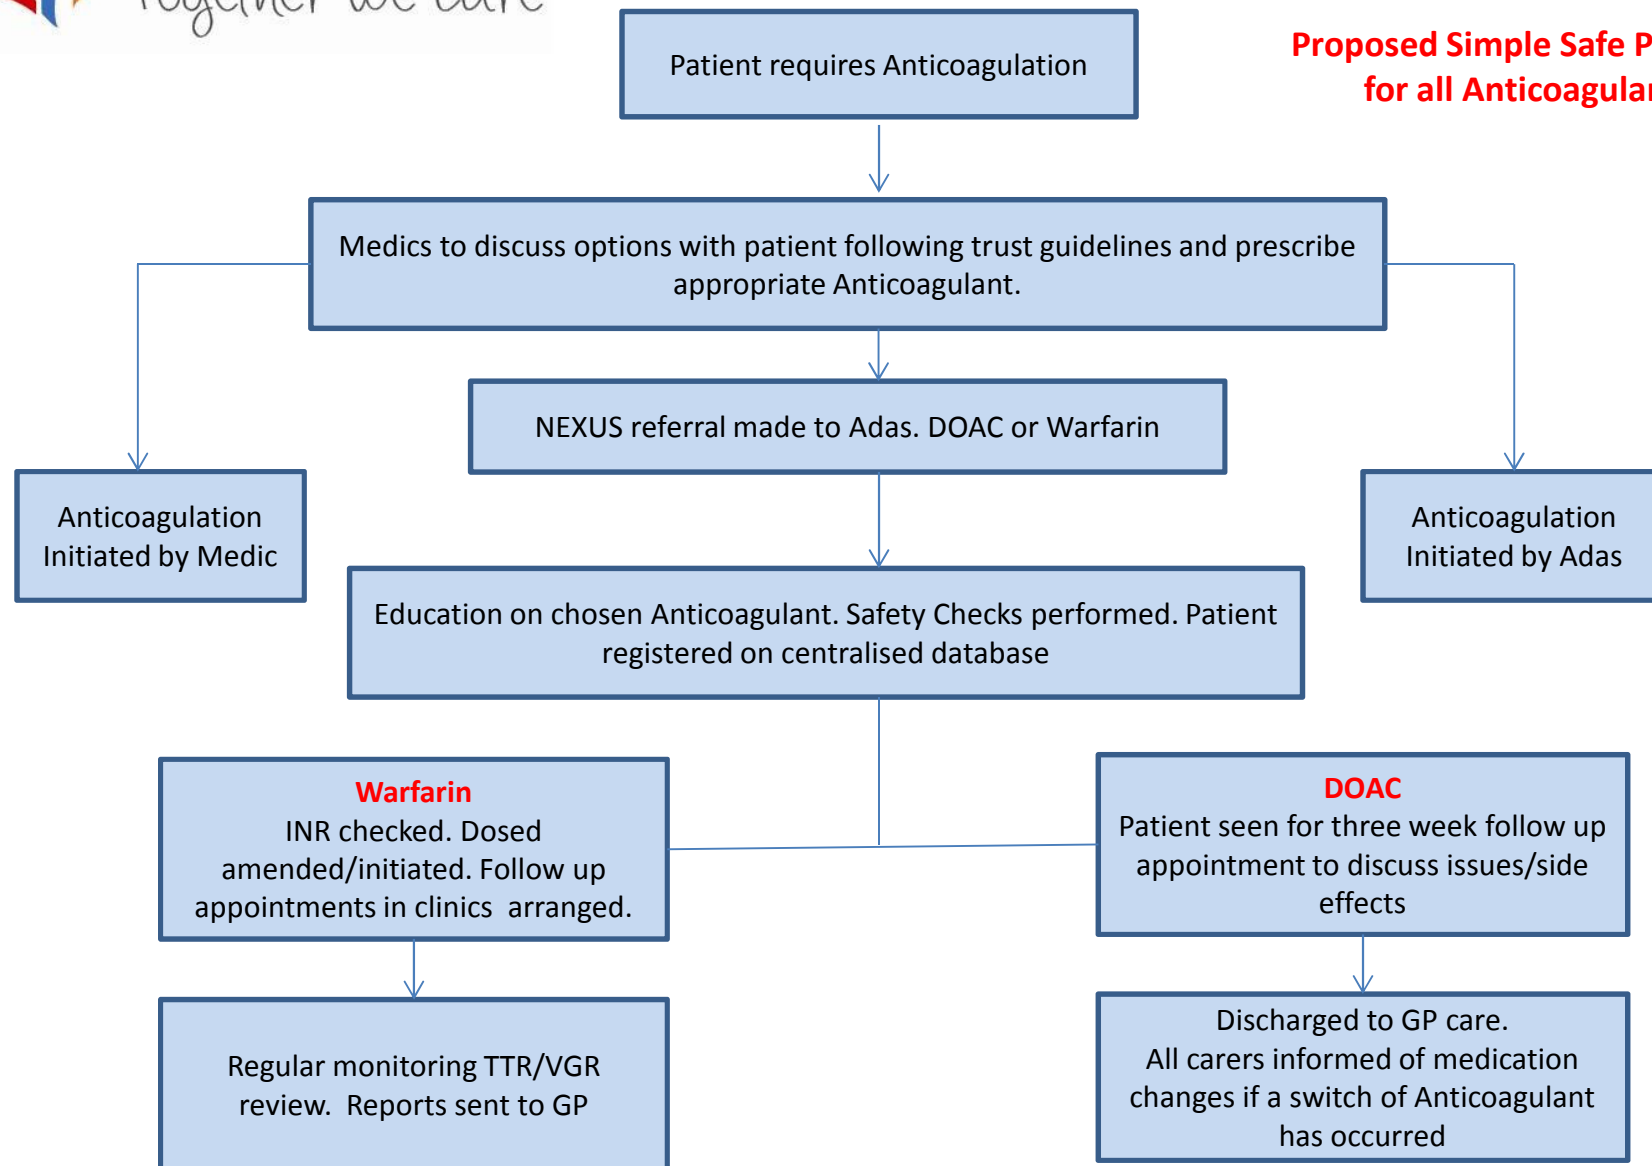 Together we care
Patient requires Anticoagulation
Proposed Simple Safe
for all
Medics to discuss options with patient following trust guidelines and prescribe
appropriate Anticoagulant.
NEXUS referral made to Adas. DOAC or Warfarin
Anticoagulation
Initiated by Medic
Anticoagulation
Initiated by Adas
Education on chosen Anticoagulant. Safety Checks performed. Patient
registered on centralised database
Warfarin
INR checked. Dosed
amended/initiated. Follow up
appointments in clinics arranged.
DOAC
Patient seen for three week follow up
appointment to discuss issues/side
effects
Regular monitoring TTR/VGR
review. Reports sent to GP
Discharged to GP care.
All carers informed of medication
changes if a switch of Anticoagulant
has occurred